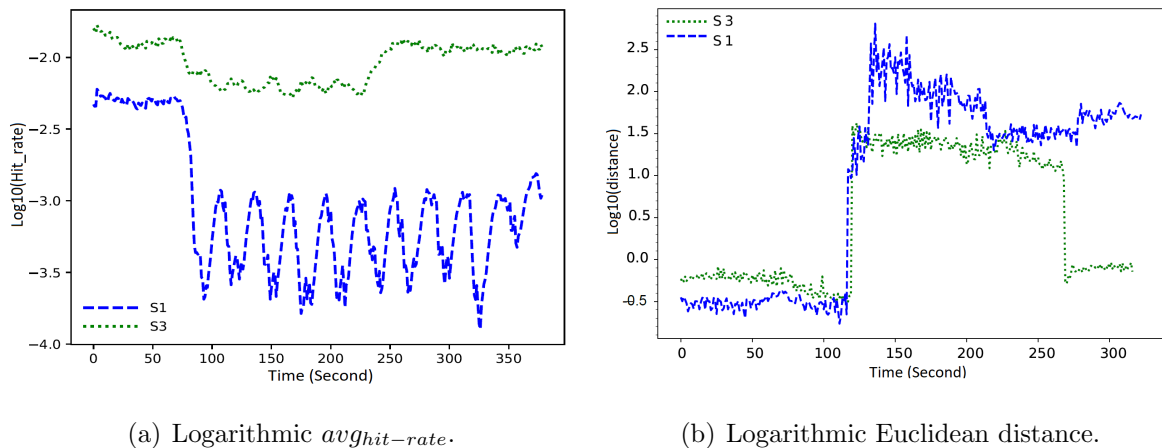 Log10(Hit_rate)
−2.0
−2.5
−3.0
−3.5
−4.0
S1
S3
0 50 100 150 200 250 300 350
Time (Second)
(a) Logarithmic avg_{hit−rate}.
Log10(distance)
2.5
2.0
1.5
1.0
0.5
0.0
−0.5
S 3
S 1
0 50 100 150 200 250 300
Time (Second)
(b) Logarithmic Euclidean distance.